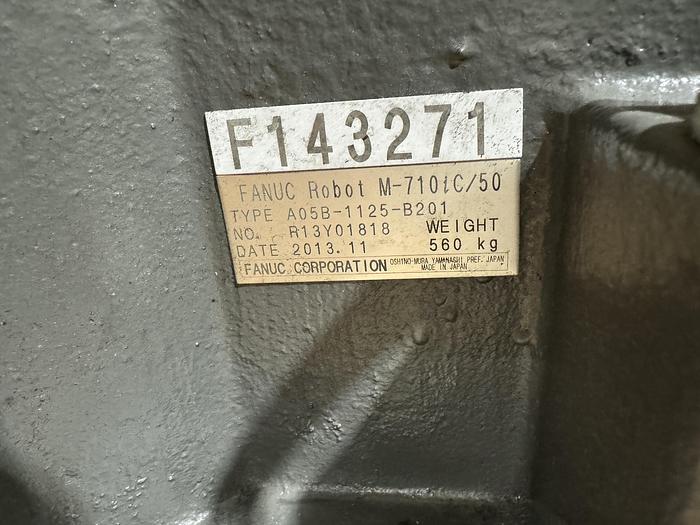 F143271
FANUC Robot M-710iC/50
TYPE A05B-1125-B201
NO. R13Y01818 WEIGHT
DATE 2013.11 560 kg
FANUC CORPORATION OSHINO-MURA YAMANASHI PREF. JAPAN
MADE IN JAPAN